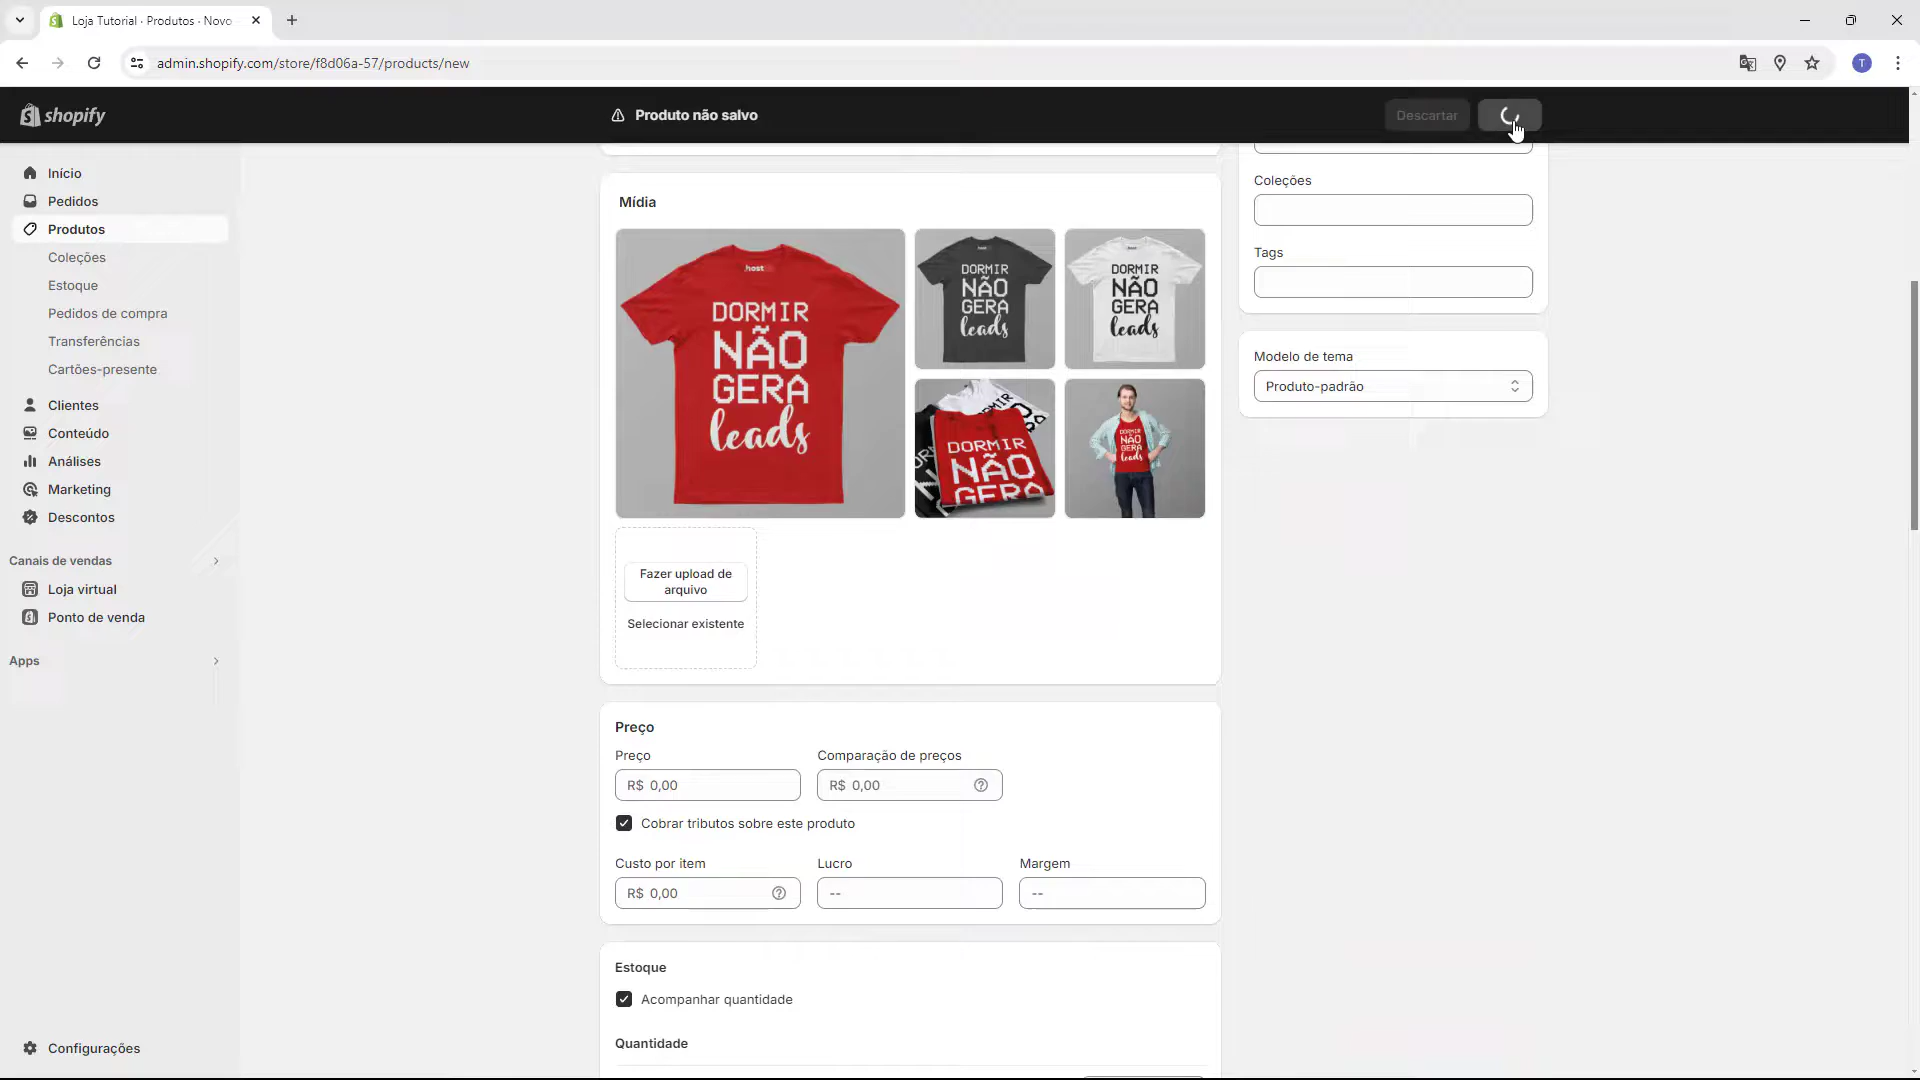 Loja Tutorial · Produtos · Novo
admin.shopify.com/store/f8d06a-57/products/new
T
shopify
Produto não salvo
Descartar
Início
Pedidos
Produtos
Coleções
Estoque
Pedidos de compra
Transferências
Cartões-presente
Clientes
Conteúdo
Análises
Marketing
Descontos
Canais de vendas
Loja virtual
Ponto de venda
Apps
Configurações
Mídia
host
DORMIR
NÃO
GERA
leads
DORMIR
NÃO
GERA
leads
DORMIR
NÃO
GERA
leads
DORMIR
NÃO
GERA
DORMIR
NÃO
GERA
leads
Fazer upload de
arquivo
Selecionar existente
Preço
Preço
Comparação de preços
R$ 0,00
R$ 0,00
Cobrar tributos sobre este produto
Custo por item
Lucro
Margem
R$ 0,00
--
--
Estoque
Acompanhar quantidade
Quantidade
Coleções
Tags
Modelo de tema
Produto-padrão